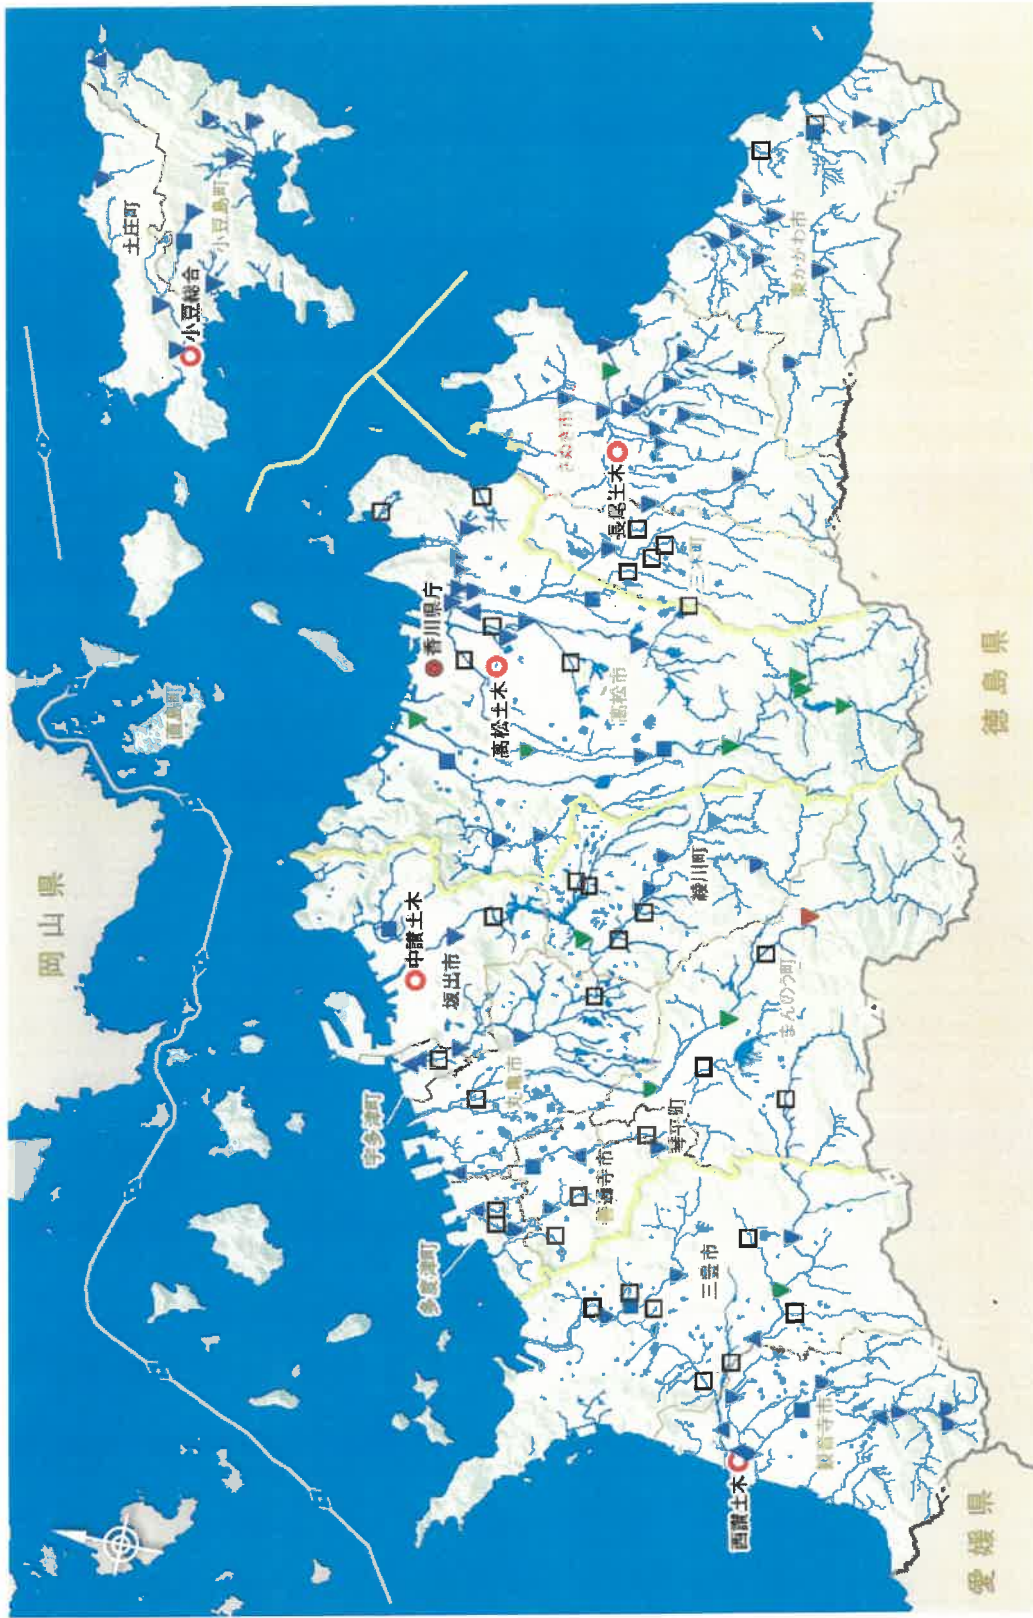 岡山県
土庄町
小豆総合
小豆島町
直島町
香川県庁
高松土木
高松市
さぬき市
長尾土木
三木町
東かがわ市
中讃土木
坂出市
綾川町
宇多津町
丸亀市
まんのう町
琴平町
善通寺市
多度津町
三豊市
西讃土木
観音寺市
徳島県
愛媛県